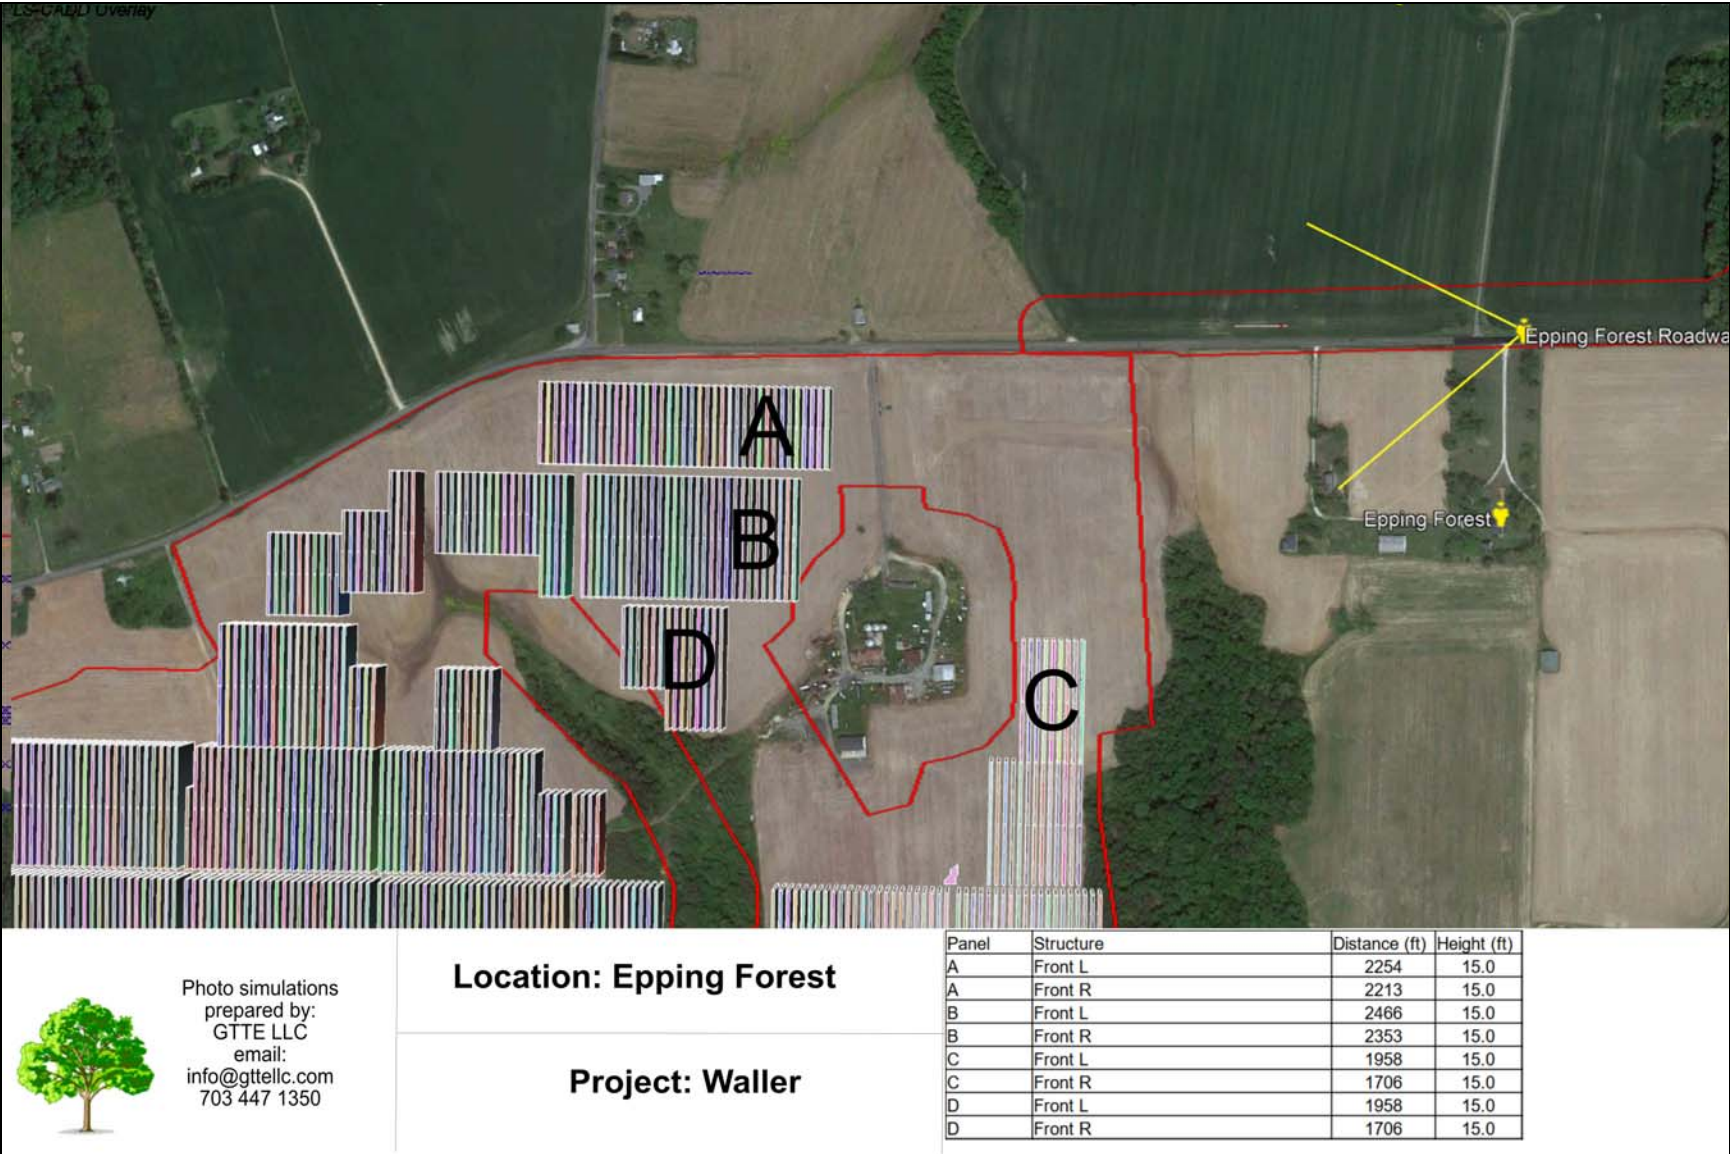 PLS-CADD Overlay
Epping Forest Roadwa
A
B
Epping Forest
D
C
Photo simulations
prepared by:
GTTE LLC
email:
info@gttellc.com
703 447 1350
Location: Epping Forest
Project: Waller
Panel Structure Distance (ft) Height (ft)
A Front L 2254 15.0
A Front R 2213 15.0
B Front L 2466 15.0
B Front R 2353 15.0
C Front L 1958 15.0
C Front R 1706 15.0
D Front L 1958 15.0
D Front R 1706 15.0